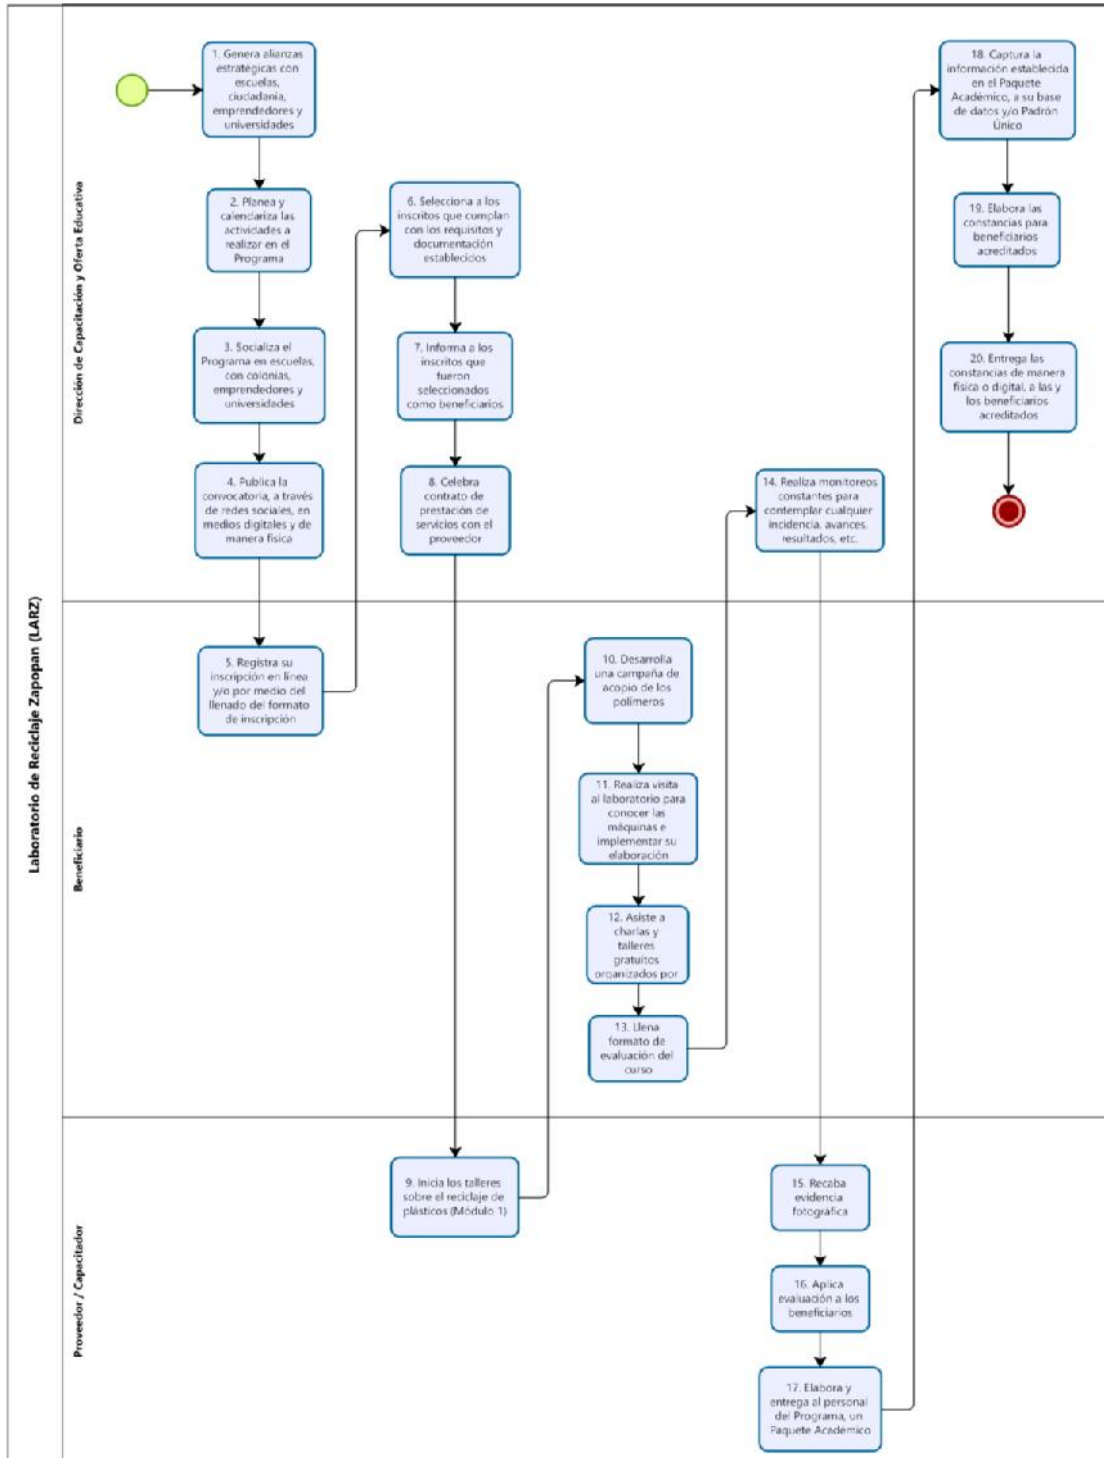 Laboratorio de Reciclaje Zapopan (LARZ)
Dirección de Capacitación y Oferta Educativa
1. Genera alianzas
estratégicas con
escuelas,
ciudadanía,
emprendedores y
universidades
2. Planea y
calendariza las
actividades a
realizar en el
Programa
3. Socializa el
Programa en escuelas,
con colonias,
emprendedores y
universidades
4. Publica la
convocatoria, a través
de redes sociales, en
medios digitales y de
manera física
Beneficiario
5. Registra su
inscripción en línea
y/o por medio del
llenado del formato
de inscripción
6. Selecciona a los
inscritos que cumplan
con los requisitos y
documentación
establecidos
7. Informa a los
inscritos que
fueron
seleccionados
como beneficiarios
8. Celebra
contrato de
prestación de
servicios con el
proveedor
Proveedor / Capacitador
9. Inicia los talleres
sobre el reciclaje de
plásticos (Módulo 1)
10. Desarrolla
una campaña de
acopio de los
polímeros
11. Realiza visita
al laboratorio para
conocer las
máquinas e
implementar su
elaboración
12. Asiste a
charlas y
talleres
gratuitos
organizados por
13. Llena
formato de
evaluación del
curso
14. Realiza monitoreos
constantes para
contemplar cualquier
incidencia, avances,
resultados, etc.
15. Recaba
evidencia
fotográfica
16. Aplica
evaluación a los
beneficiarios
17. Elabora y
entrega al personal
del Programa, un
Paquete Académico
18. Captura la
información establecida
en el Paquete
Académico, a su base
de datos y/o Padrón
Único
19. Elabora las
constancias para
beneficiarios
acreditados
20. Entrega las
constancias de manera
física o digital, a las y
los beneficiarios
acreditados